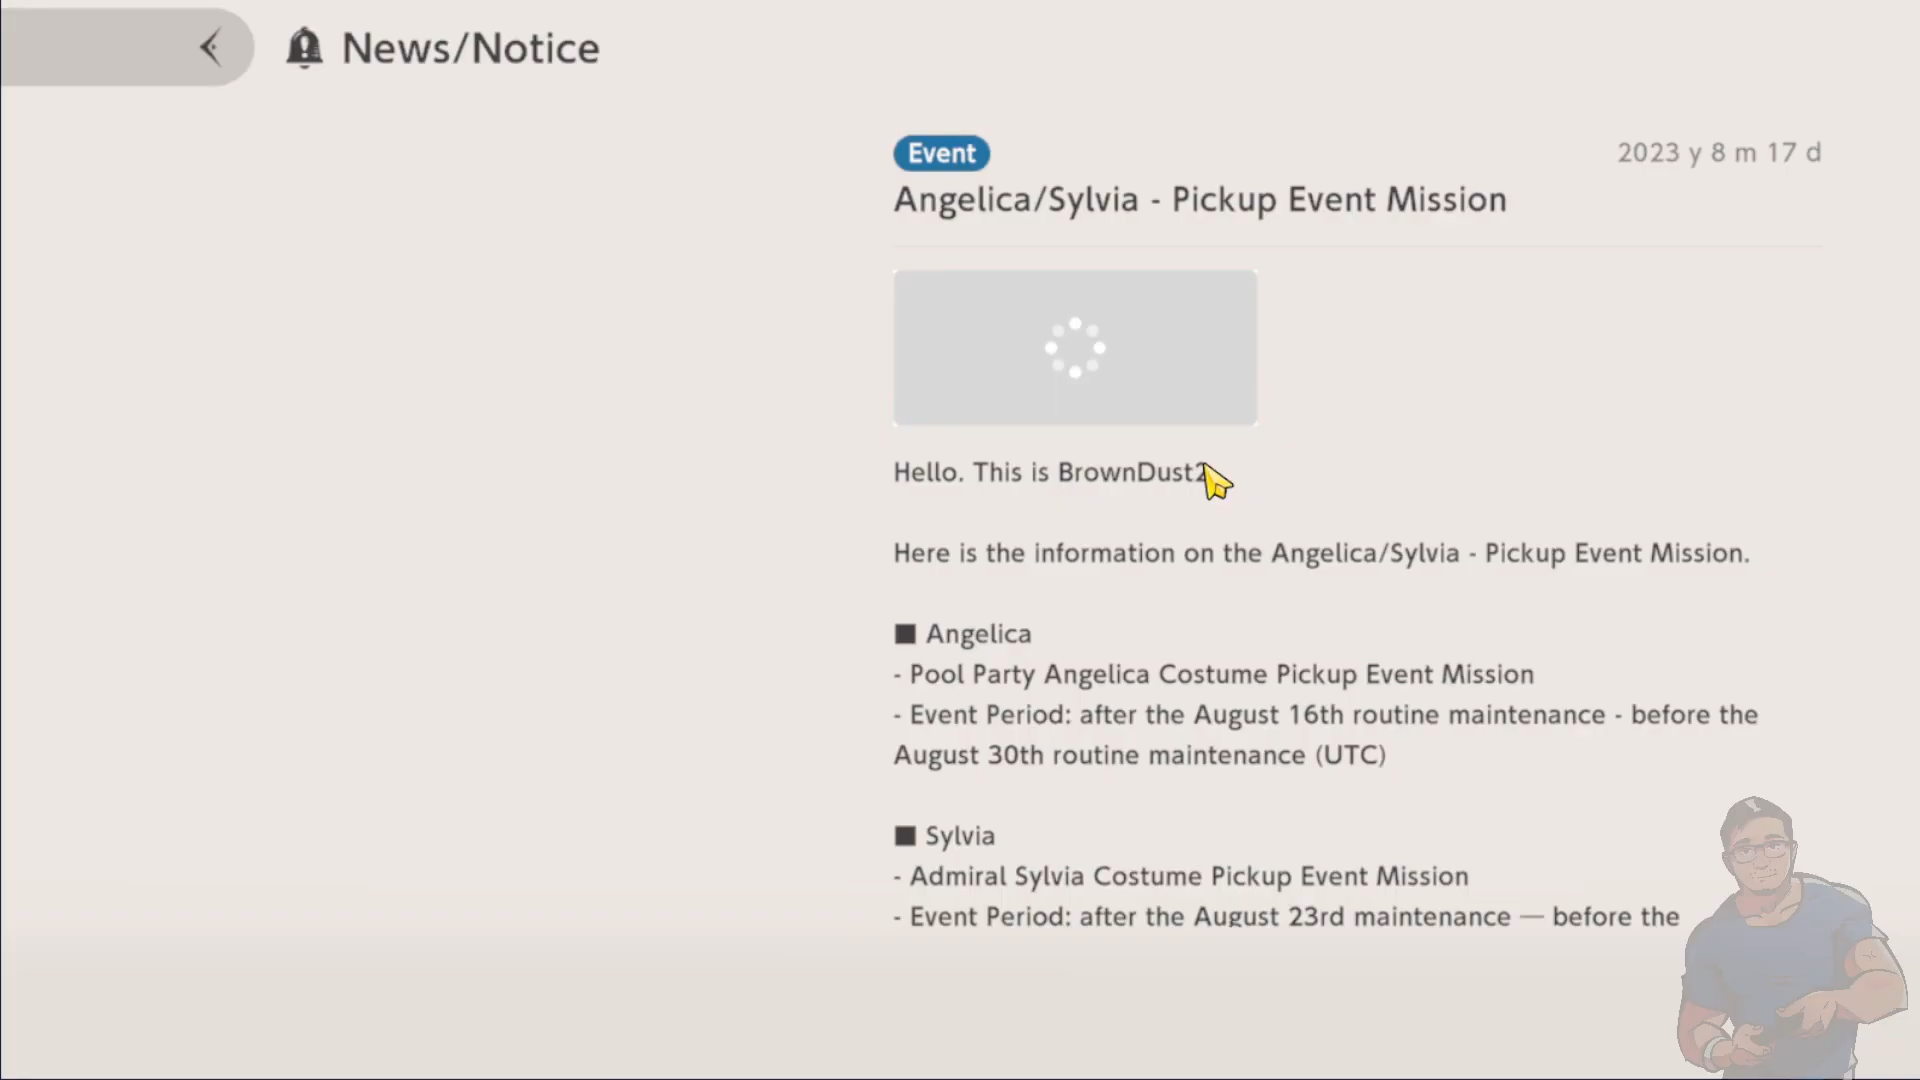 News/Notice
Event
2023 y 8 m 17 d
Angelica/Sylvia - Pickup Event Mission
Hello. This is BrownDust2
Here is the information on the Angelica/Sylvia - Pickup Event Mission.
■ Angelica
- Pool Party Angelica Costume Pickup Event Mission
- Event Period: after the August 16th routine maintenance - before the
August 30th routine maintenance (UTC)
■ Sylvia
- Admiral Sylvia Costume Pickup Event Mission
- Event Period: after the August 23rd maintenance — before the